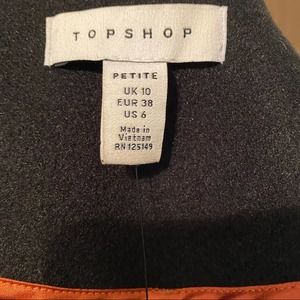 TOPSHOP
PETITE
UK 10
EUR 38
US 6
Made in
Vietnam
RN 125149